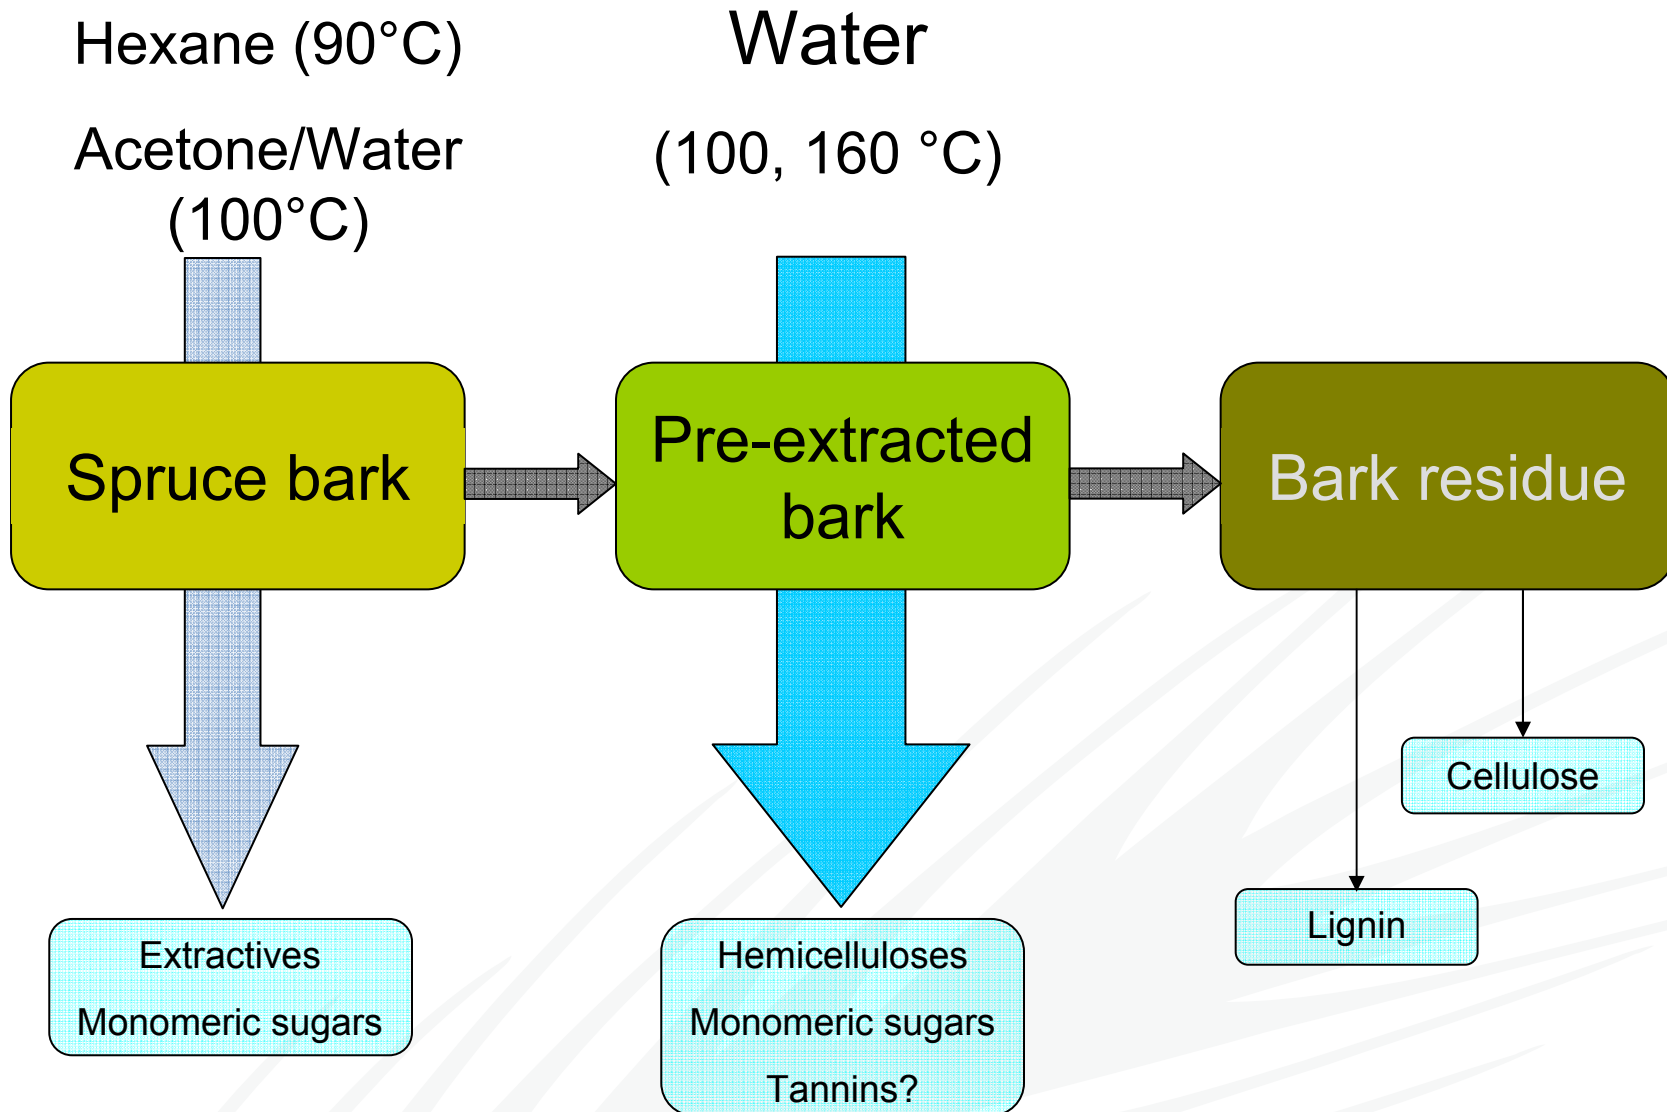 Hexane (90°C)
Acetone/Water
(100°C)
Water
(100, 160 °C)
Spruce bark
Pre-extracted
bark
Bark residue
Cellulose
Lignin
Extractives
Monomeric sugars
Hemicelluloses
Monomeric sugars
Tannins?